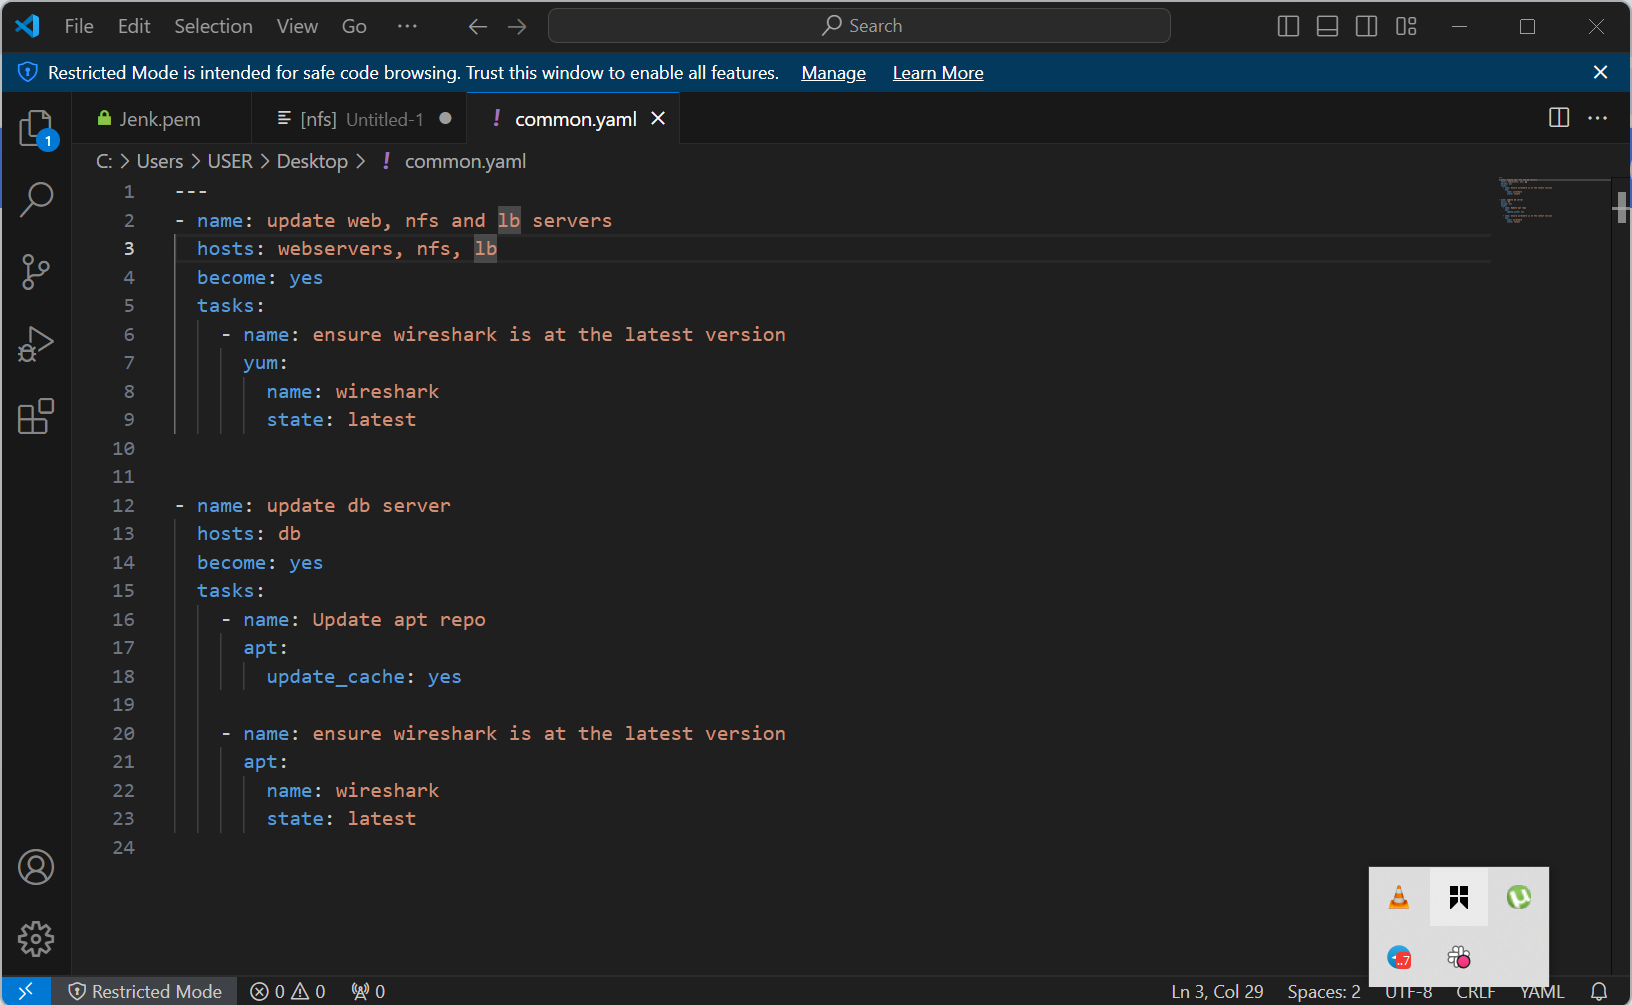 File Edit Selection View Go ··· Search
Restricted Mode is intended for safe code browsing. Trust this window to enable all features. Manage Learn More
Jenk.pem [nfs] Untitled-1 ! common.yaml
1
C: > Users > USER > Desktop > ! common.yaml
1 ---
2 - name: update web, nfs and lb servers
3 hosts: webservers, nfs, lb
4 become: yes
5 tasks:
6 - name: ensure wireshark is at the latest version
7 yum:
8 name: wireshark
9 state: latest
10
11
12 - name: update db server
13 hosts: db
14 become: yes
15 tasks:
16 - name: Update apt repo
17 apt:
18 update_cache: yes
19
20 - name: ensure wireshark is at the latest version
21 apt:
22 name: wireshark
23 state: latest
24
..7
Restricted Mode 0 0 0 Ln 3, Col 29 Spaces: 2 UTF-8 CRLF YAML